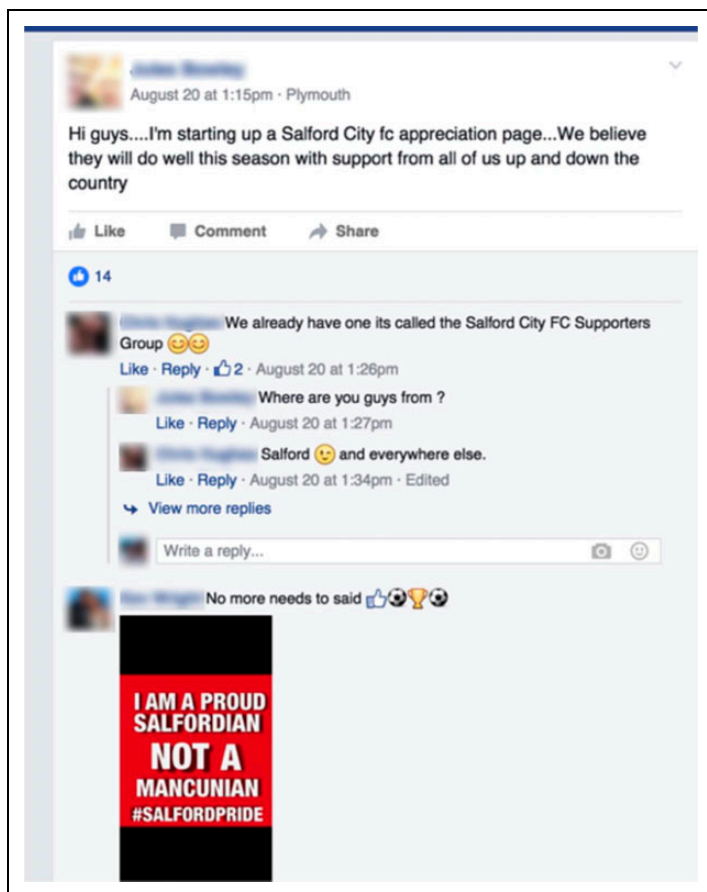 August 20 at 1:15pm · Plymouth
Hi guys....I'm starting up a Salford City fc appreciation page...We believe
they will do well this season with support from all of us up and down the
country
Like Comment Share
14
We already have one its called the Salford City FC Supporters
Group 😊😊
Like · Reply · 2 · August 20 at 1:26pm
Where are you guys from ?
Like · Reply · August 20 at 1:27pm
Salford 😉 and everywhere else.
Like · Reply · August 20 at 1:34pm · Edited
View more replies
Write a reply...
No more needs to said 👍⚽🏆⚽
I AM A PROUD
SALFORDIAN
NOT A
MANCUNIAN
#SALFORDPRIDE